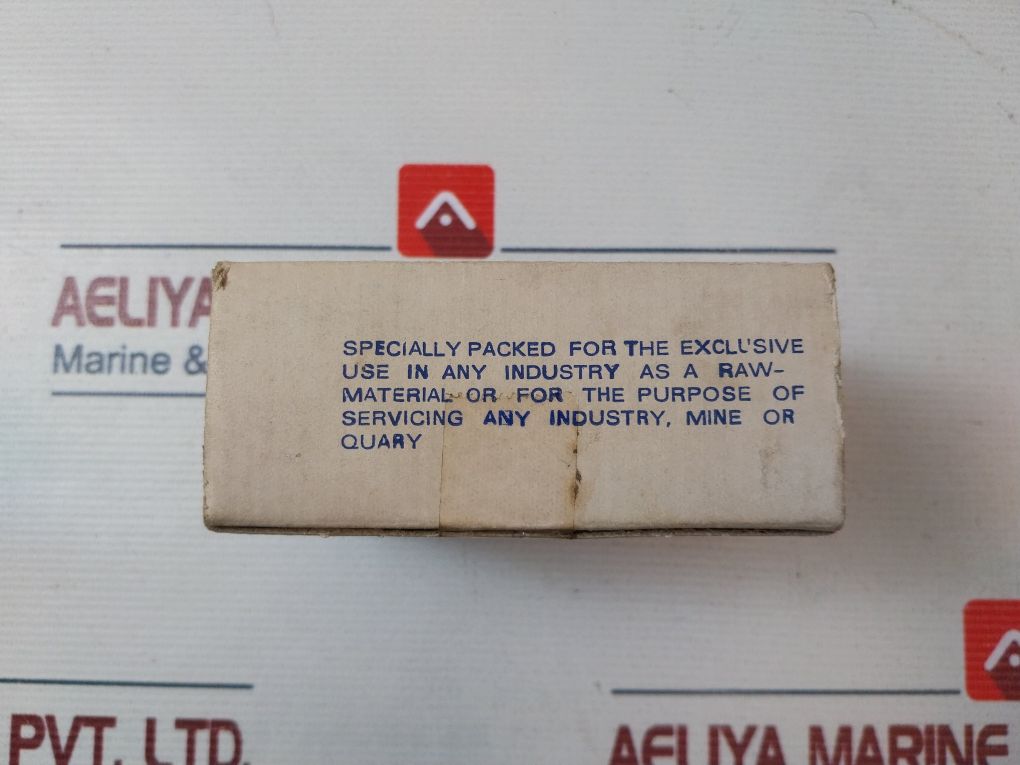 AELIYA
Marine &
SPECIALLY PACKED FOR THE EXCLUSIVE
USE IN ANY INDUSTRY AS A RAW-
MATERIAL OR FOR THE PURPOSE OF
SERVICING ANY INDUSTRY, MINE OR
QUARY
PVT. LTD.
AELIYA MARINE